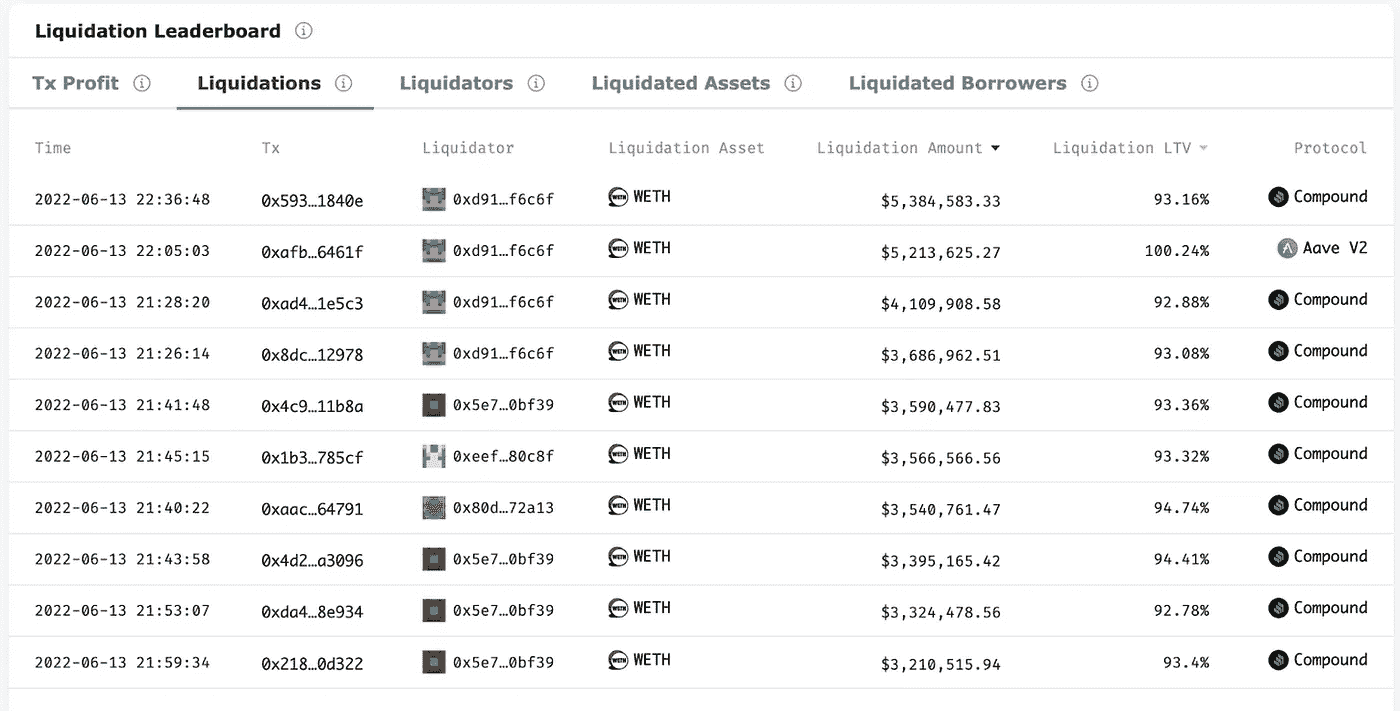 Liquidation Leaderboard
Tx Profit Liquidations Liquidators Liquidated Assets Liquidated Borrowers
Time Tx Liquidator Liquidation Asset Liquidation Amount Liquidation LTV Protocol
2022-06-13 22:36:48 0x593…1840e 0xd91…f6c6f WETH $5,384,583.33 93.16% Compound
2022-06-13 22:05:03 0xafb…6461f 0xd91…f6c6f WETH $5,213,625.27 100.24% Aave V2
2022-06-13 21:28:20 0xad4…1e5c3 0xd91…f6c6f WETH $4,109,908.58 92.88% Compound
2022-06-13 21:26:14 0x8dc…12978 0xd91…f6c6f WETH $3,686,962.51 93.08% Compound
2022-06-13 21:41:48 0x4c9…11b8a 0x5e7…0bf39 WETH $3,590,477.83 93.36% Compound
2022-06-13 21:45:15 0x1b3…785cf 0xeef…80c8f WETH $3,566,566.56 93.32% Compound
2022-06-13 21:40:22 0xaac…64791 0x80d…72a13 WETH $3,540,761.47 94.74% Compound
2022-06-13 21:43:58 0x4d2…a3096 0x5e7…0bf39 WETH $3,395,165.42 94.41% Compound
2022-06-13 21:53:07 0xda4…8e934 0x5e7…0bf39 WETH $3,324,478.56 92.78% Compound
2022-06-13 21:59:34 0x218…0d322 0x5e7…0bf39 WETH $3,210,515.94 93.4% Compound